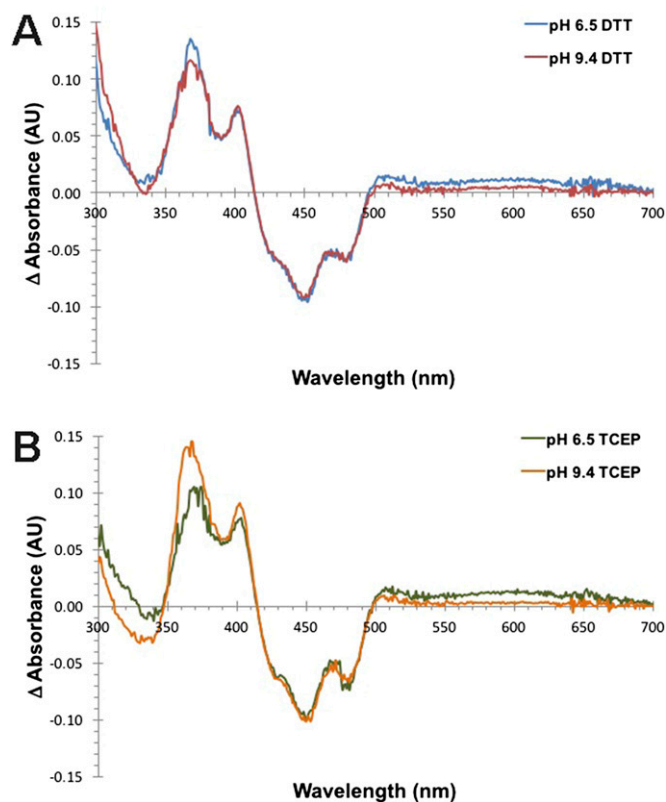 A
pH 6.5 DTT
pH 9.4 DTT
Δ Absorbance (AU)
0.15
0.10
0.05
0.00
-0.05
-0.10
-0.15
300 350 400 450 500 550 600 650 700
Wavelength (nm)
B
pH 6.5 TCEP
pH 9.4 TCEP
Δ Absorbance (AU)
0.15
0.10
0.05
0.00
-0.05
-0.10
-0.15
300 350 400 450 500 550 600 650 700
Wavelength (nm)